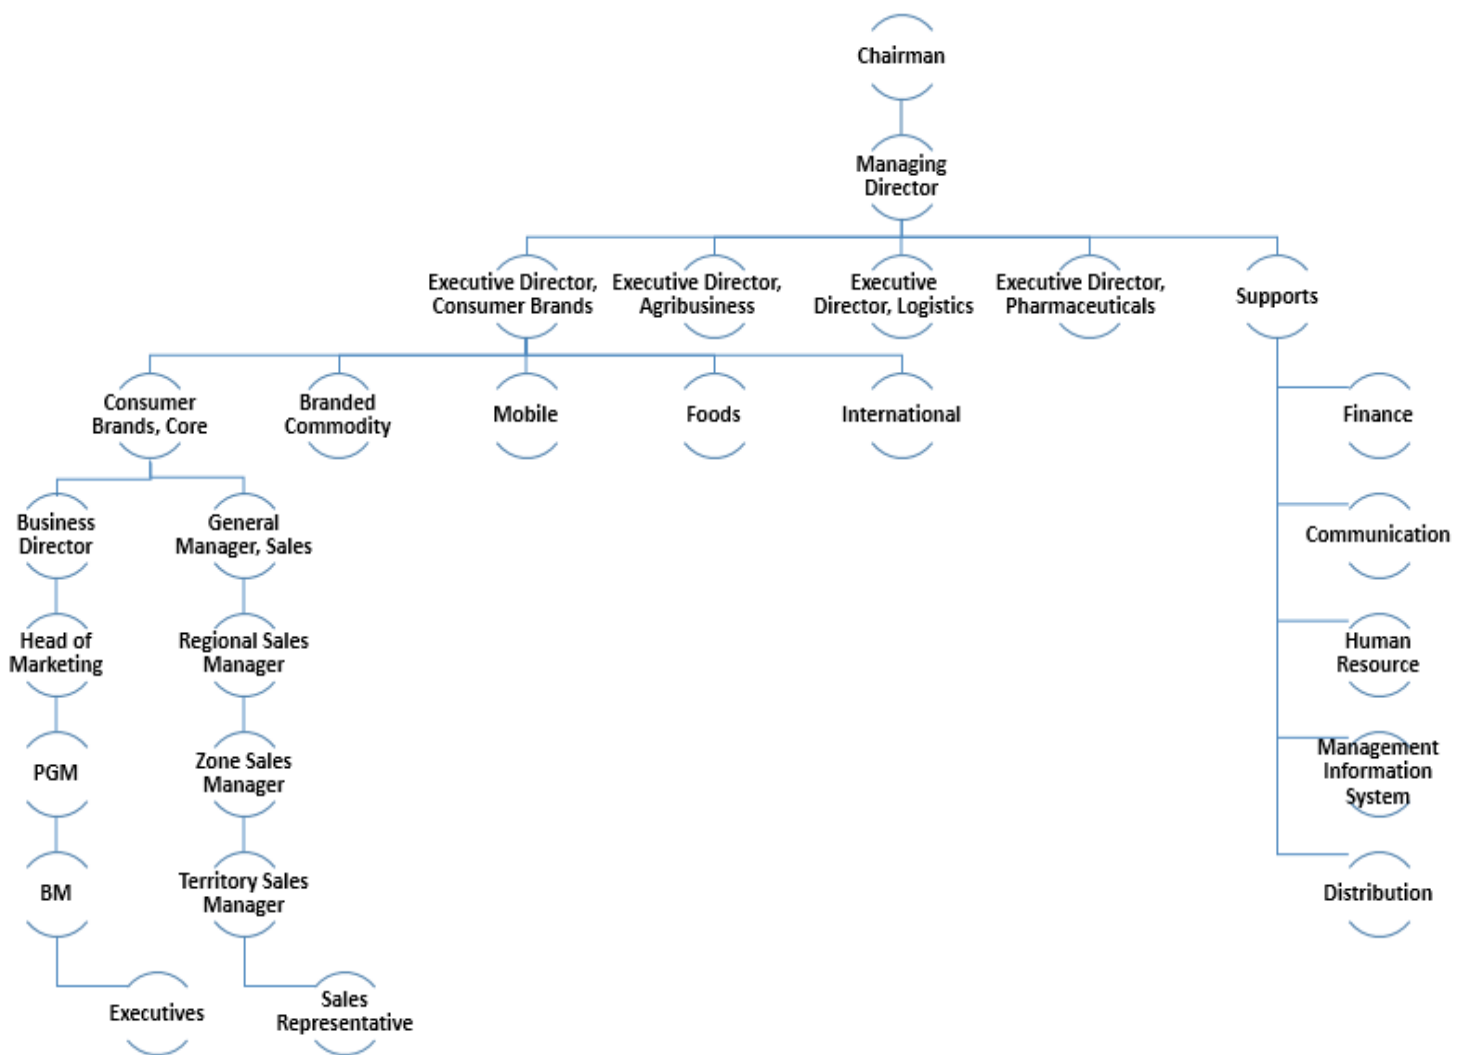 Chairman
Managing
Director
Executive Director,
Consumer Brands
Executive Director,
Agribusiness
Executive
Director, Logistics
Executive Director,
Pharmaceuticals
Supports
Consumer
Brands, Core
Branded
Commodity
Mobile
Foods
International
Finance
Business
Director
General
Manager, Sales
Communication
Head of
Marketing
Regional Sales
Manager
Human
Resource
PGM
Zone Sales
Manager
Management
Information
System
BM
Territory Sales
Manager
Distribution
Executives
Sales
Representative